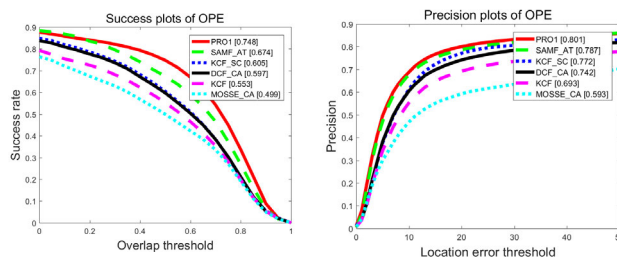 Success plots of OPE
0.9
0.8
0.7
0.6
0.5
0.4
0.3
0.2
0.1
0
Success rate
PRO1 [0.748]
SAMF_AT [0.674]
KCF_SC [0.605]
DCF_CA [0.597]
KCF [0.553]
MOSSE_CA [0.499]
0 0.2 0.4 0.6 0.8 1
Overlap threshold
Precision plots of OPE
0.9
0.8
0.7
0.6
0.5
0.4
0.3
0.2
0.1
0
Precision
PRO1 [0.801]
SAMF_AT [0.787]
KCF_SC [0.772]
DCF_CA [0.742]
KCF [0.693]
MOSSE_CA [0.593]
0 10 20 30 40
Location error threshold